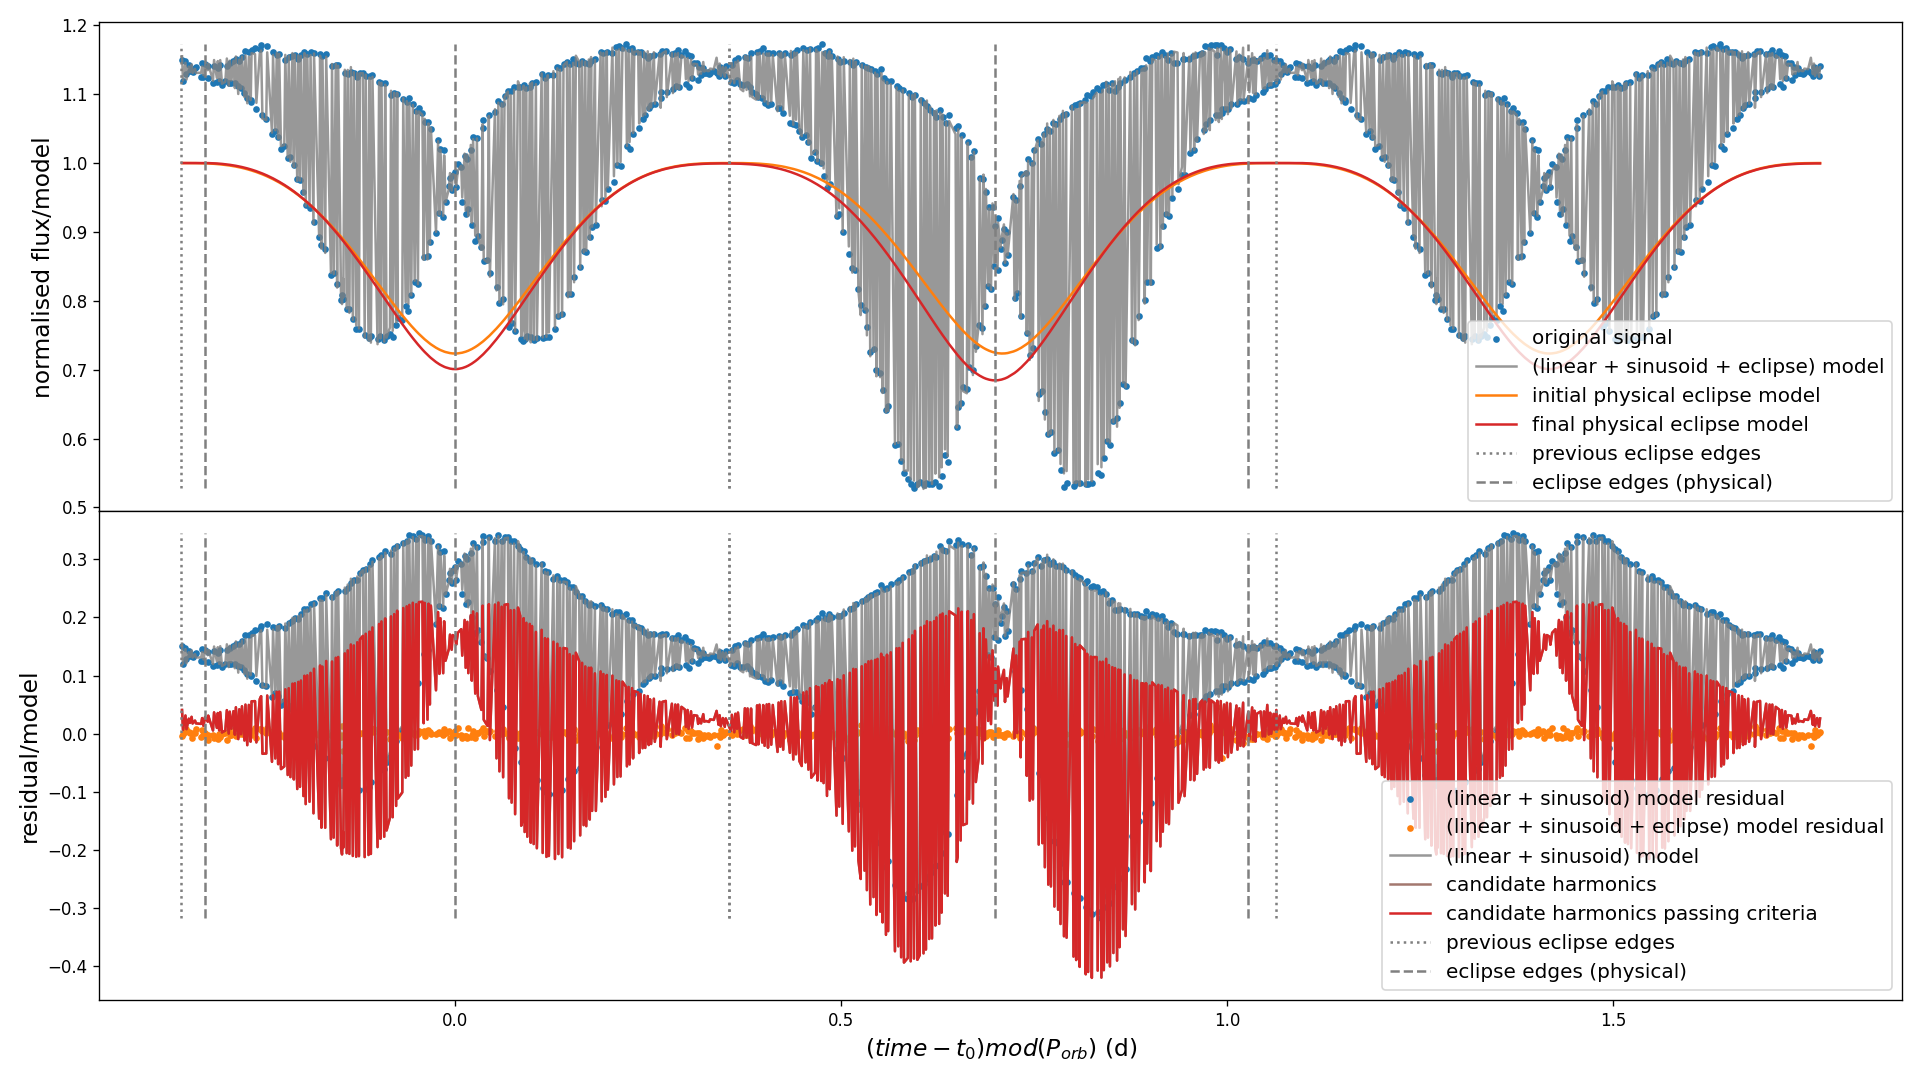 normalised flux/model
1.2
1.1
1.0
0.9
0.8
0.7
0.6
0.5
original signal
(linear + sinusoid + eclipse) model
initial physical eclipse model
final physical eclipse model
previous eclipse edges
eclipse edges (physical)
residual/model
0.3
0.2
0.1
0.0
−0.1
−0.2
−0.3
−0.4
(linear + sinusoid) model residual
(linear + sinusoid + eclipse) model residual
(linear + sinusoid) model
candidate harmonics
candidate harmonics passing criteria
previous eclipse edges
eclipse edges (physical)
0.0 0.5 1.0 1.5
(time − t₀)mod(P_orb) (d)